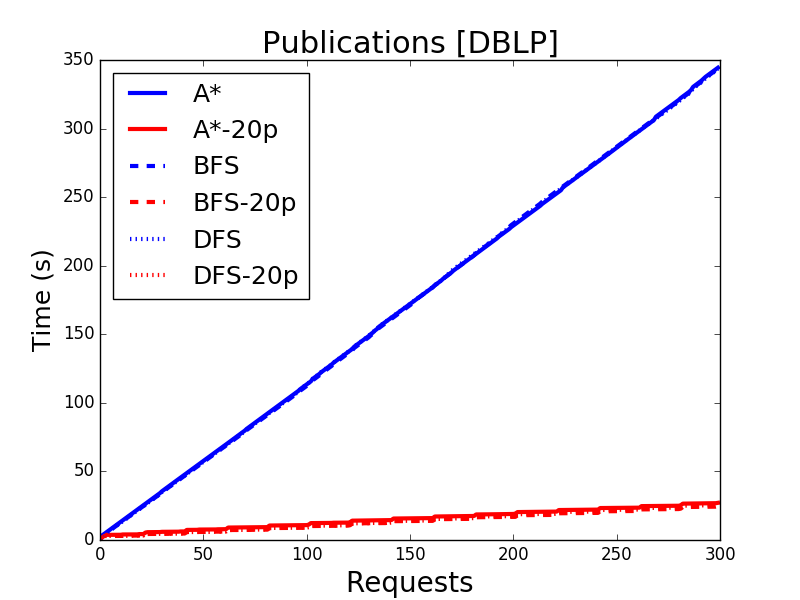 Publications [DBLP]
350
300
250
200
150
100
50
0
Time (s)
A*
A*-20p
BFS
BFS-20p
DFS
DFS-20p
0 50 100 150 200 250 300
Requests